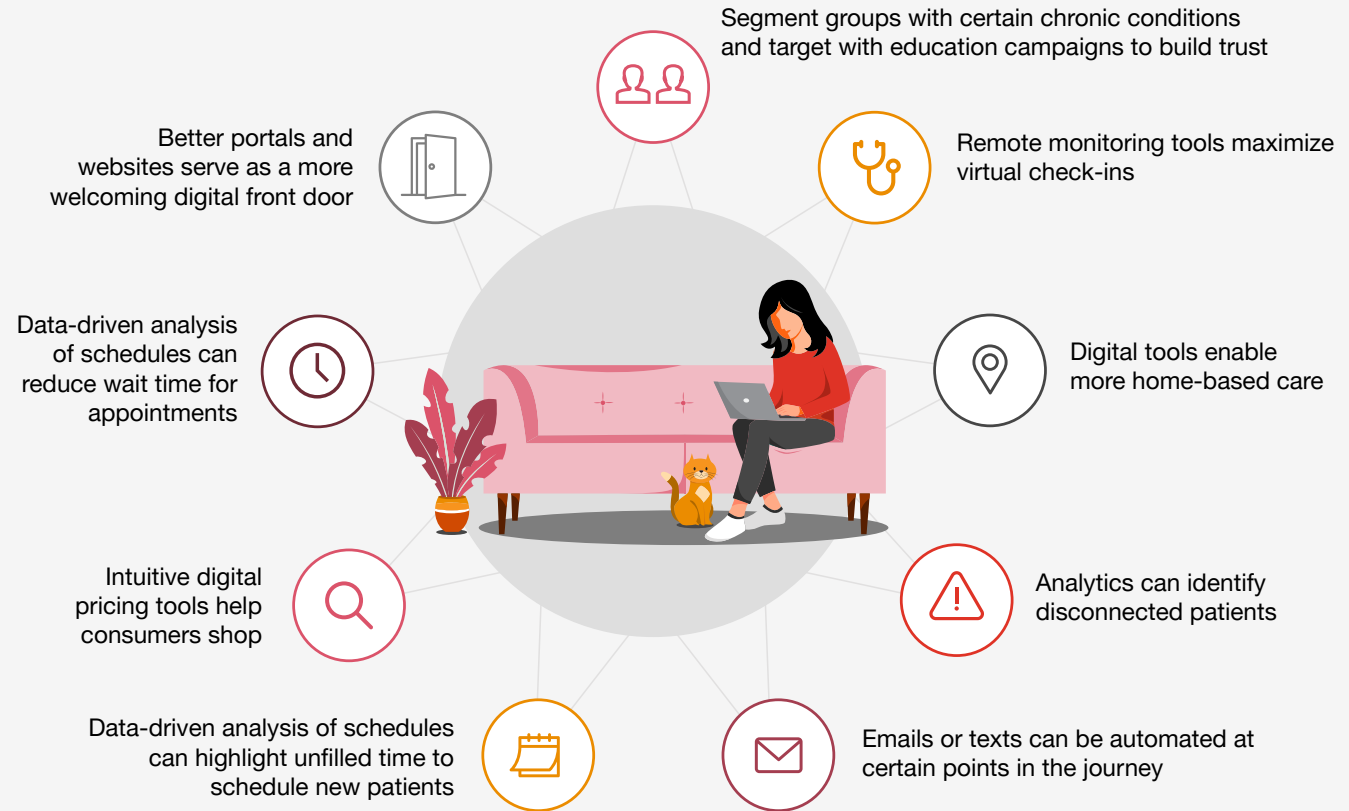 Segment groups with certain chronic conditions
and target with education campaigns to build trust
Remote monitoring tools maximize
virtual check-ins
Digital tools enable
more home-based care
Analytics can identify
disconnected patients
Emails or texts can be automated at
certain points in the journey
Data-driven analysis of schedules
can highlight unfilled time to
schedule new patients
Intuitive digital
pricing tools help
consumers shop
Data-driven analysis
of schedules can
reduce wait time for
appointments
Better portals and
websites serve as a more
welcoming digital front door